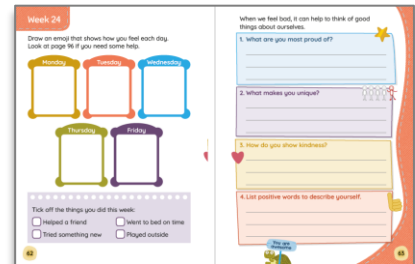 Week 24
Draw an emoji that shows how you feel each day.
Look at page 96 if you need some help.
Monday
Tuesday
Wednesday
Thursday
Friday
Tick off the things you did this week:
Helped a friend
Went to bed on time
Tried something new
Played outside
62
When we feel bad, it can help to think of good
things about ourselves.
1. What are you most proud of?
2. What makes you unique?
3. How do you show kindness?
4. List positive words to describe yourself.
You are
awesome
63